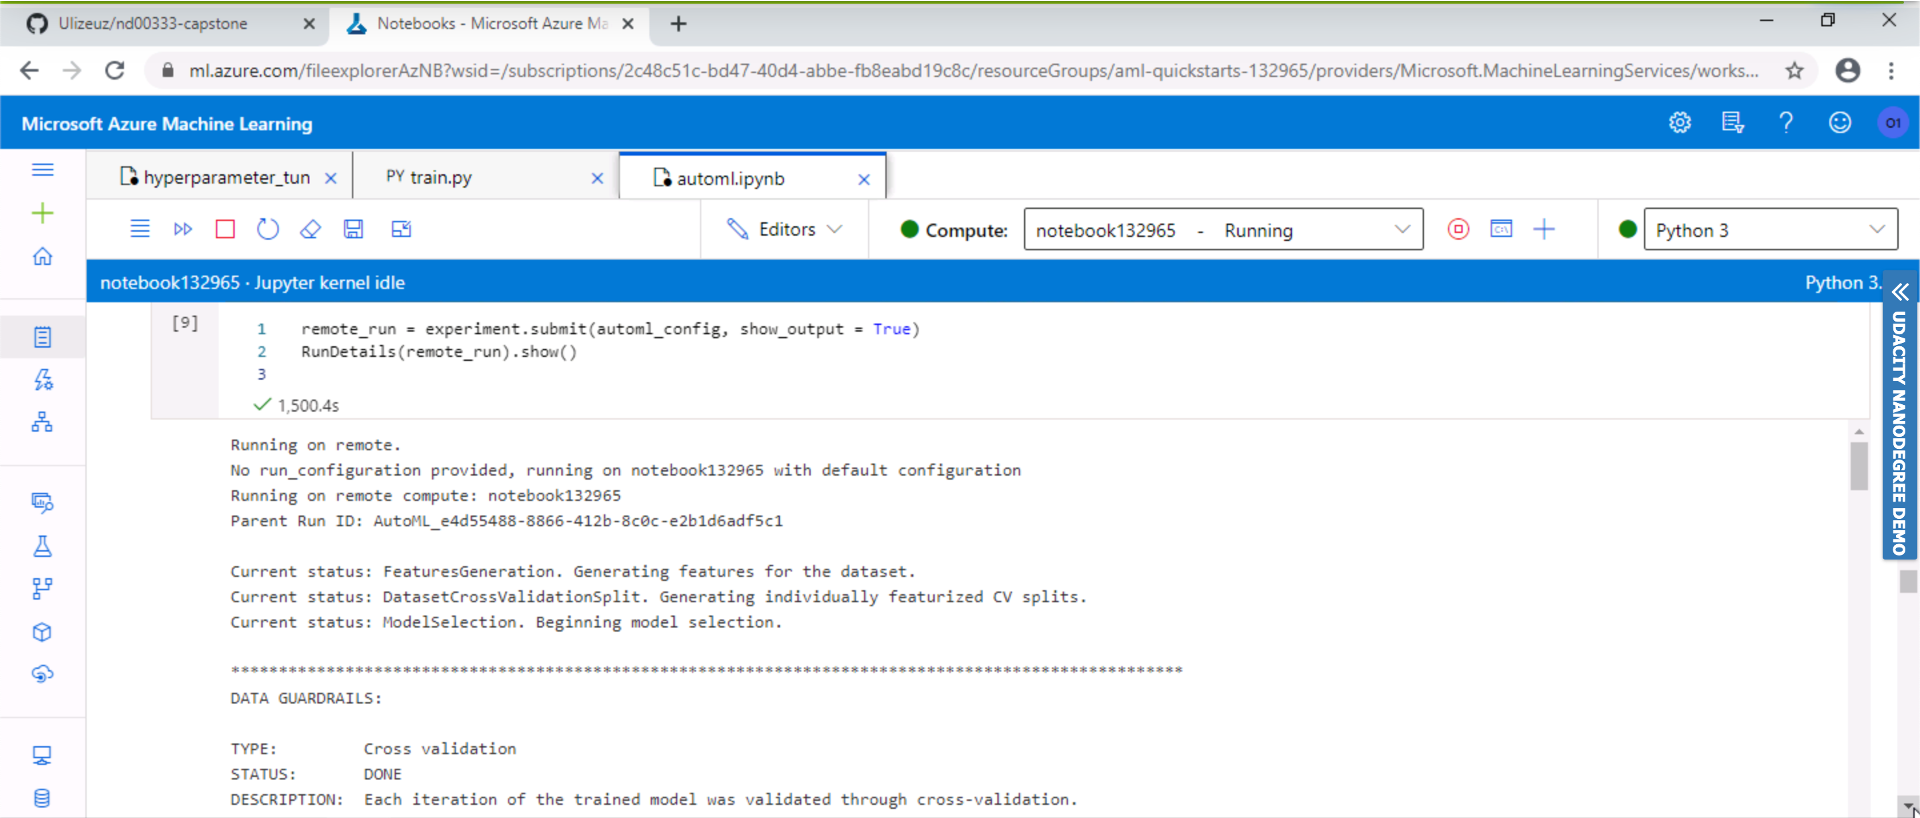 Ulizeuz/nd00333-capstone
Notebooks - Microsoft Azure Ma
ml.azure.com/fileexplorerAzNB?wsid=/subscriptions/2c48c51c-bd47-40d4-abbe-fb8eabd19c8c/resourceGroups/aml-quickstarts-132965/providers/Microsoft.MachineLearningServices/works...
Microsoft Azure Machine Learning
O1
hyperparameter_tun
PY train.py
automl.ipynb
Editors
Compute:
notebook132965 - Running
Python 3
notebook132965 · Jupyter kernel idle
Python 3.
UDACITY NANODEGREE DEMO
[9]
1 remote_run = experiment.submit(automl_config, show_output = True)
2 RunDetails(remote_run).show()
3
1,500.4s
Running on remote.
No run_configuration provided, running on notebook132965 with default configuration
Running on remote compute: notebook132965
Parent Run ID: AutoML_e4d55488-8866-412b-8c0c-e2b1d6adf5c1
Current status: FeaturesGeneration. Generating features for the dataset.
Current status: DatasetCrossValidationSplit. Generating individually featurized CV splits.
Current status: ModelSelection. Beginning model selection.
****************************************************************************************************
DATA GUARDRAILS:
TYPE: Cross validation
STATUS: DONE
DESCRIPTION: Each iteration of the trained model was validated through cross-validation.